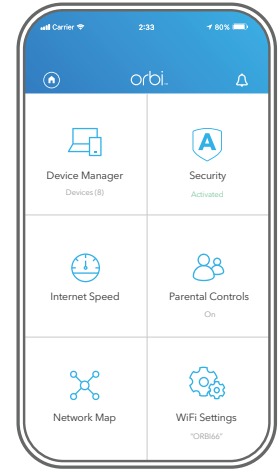 Carrier 2:33 80%
orbi™
A
Device Manager Security
Devices (8) Activated
Internet Speed Parental Controls
On
Network Map WiFi Settings
"ORBI66"